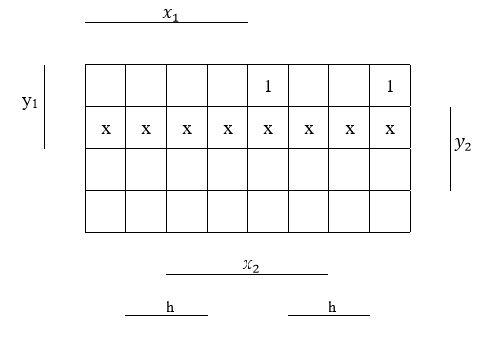 x₁
1 1
y₁
x x x x x x x x
y₂
x₂
h h